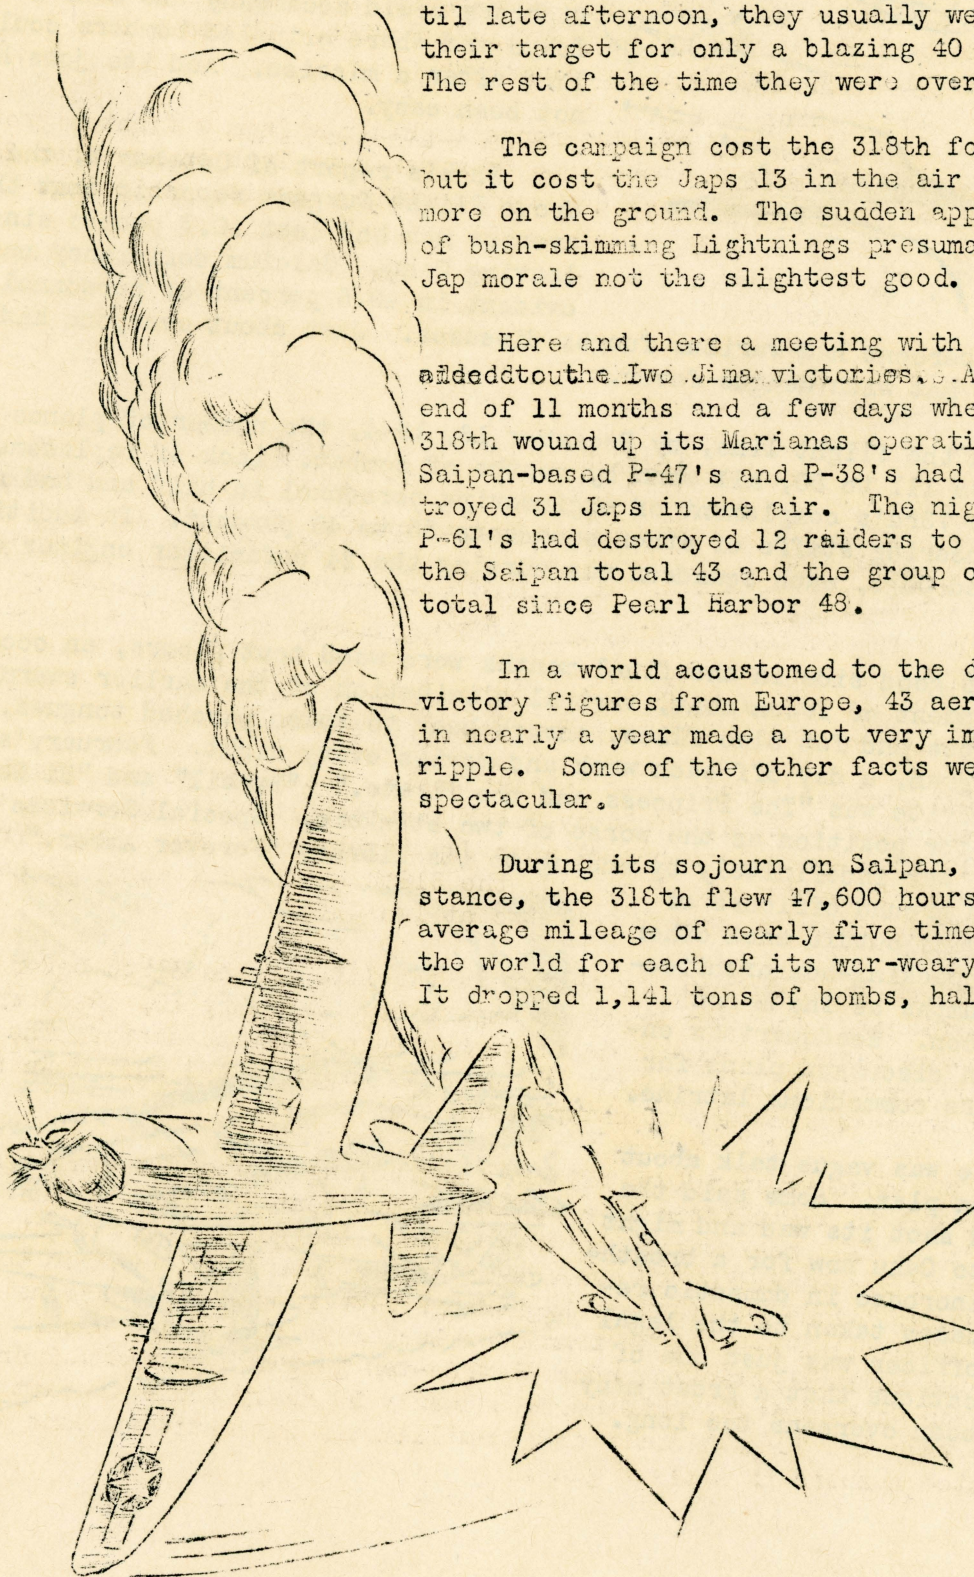 til late afternoon, they usually we
their target for only a blazing 40
The rest of the time they were over
The campaign cost the 318th fo
but it cost the Japs 13 in the air
more on the ground. The sudden app
of bush-skimming Lightnings presuma
Jap morale not the slightest good.
Here and there a meeting with
the Iwo Jima victories. A
end of 11 months and a few days whe
318th wound up its Marianas operati
Saipan-based P-47's and P-38's had
troyed 31 Japs in the air. The nig
P-61's had destroyed 12 raiders to
the Saipan total 43 and the group c
total since Pearl Harbor 48.
In a world accustomed to the d
victory figures from Europe, 43 aer
in nearly a year made a not very im
ripple. Some of the other facts we
spectacular.
During its sojourn on Saipan,
stance, the 318th flew 47,600 hours
average mileage of nearly five time
the world for each of its war-weary
It dropped 1,141 tons of bombs, hal